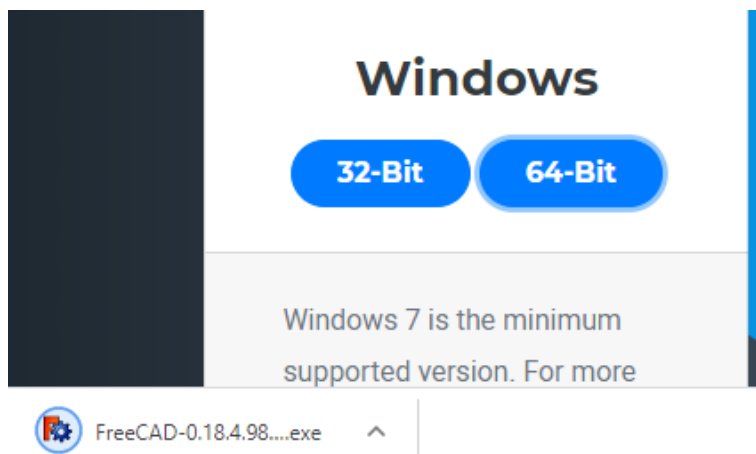 Windows
32-Bit 64-Bit
Windows 7 is the minimum
supported version. For more
FreeCAD-0.18.4.98....exe